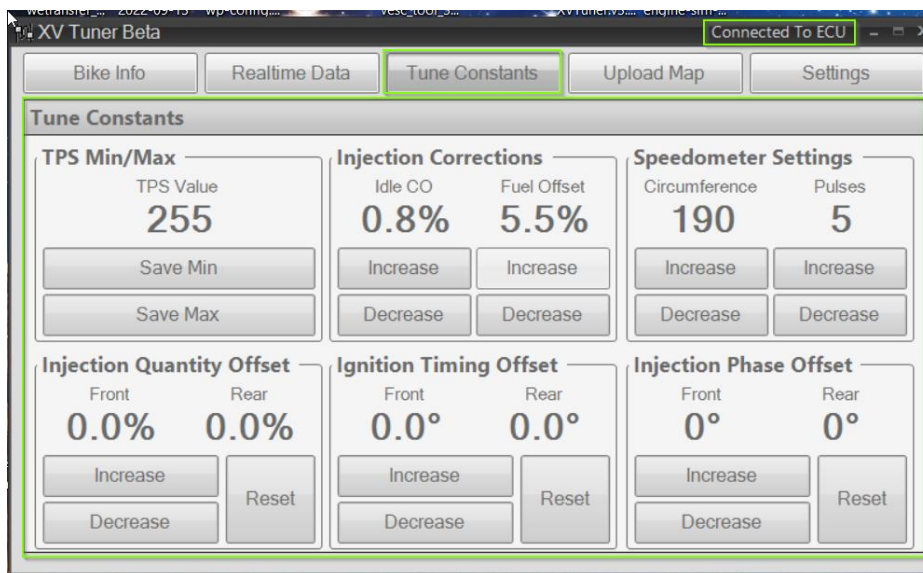 XV Tuner Beta Connected To ECU
Bike Info Realtime Data Tune Constants Upload Map Settings
Tune Constants
TPS Min/Max Injection Corrections Speedometer Settings
TPS Value Idle CO Fuel Offset Circumference Pulses
255 0.8% 5.5% 190 5
Save Min Increase Increase Increase Increase
Save Max Decrease Decrease Decrease Decrease
Injection Quantity Offset Ignition Timing Offset Injection Phase Offset
Front Rear Front Rear Front Rear
0.0% 0.0% 0.0° 0.0° 0° 0°
Increase Reset Increase Reset Increase Reset
Decrease Decrease Decrease